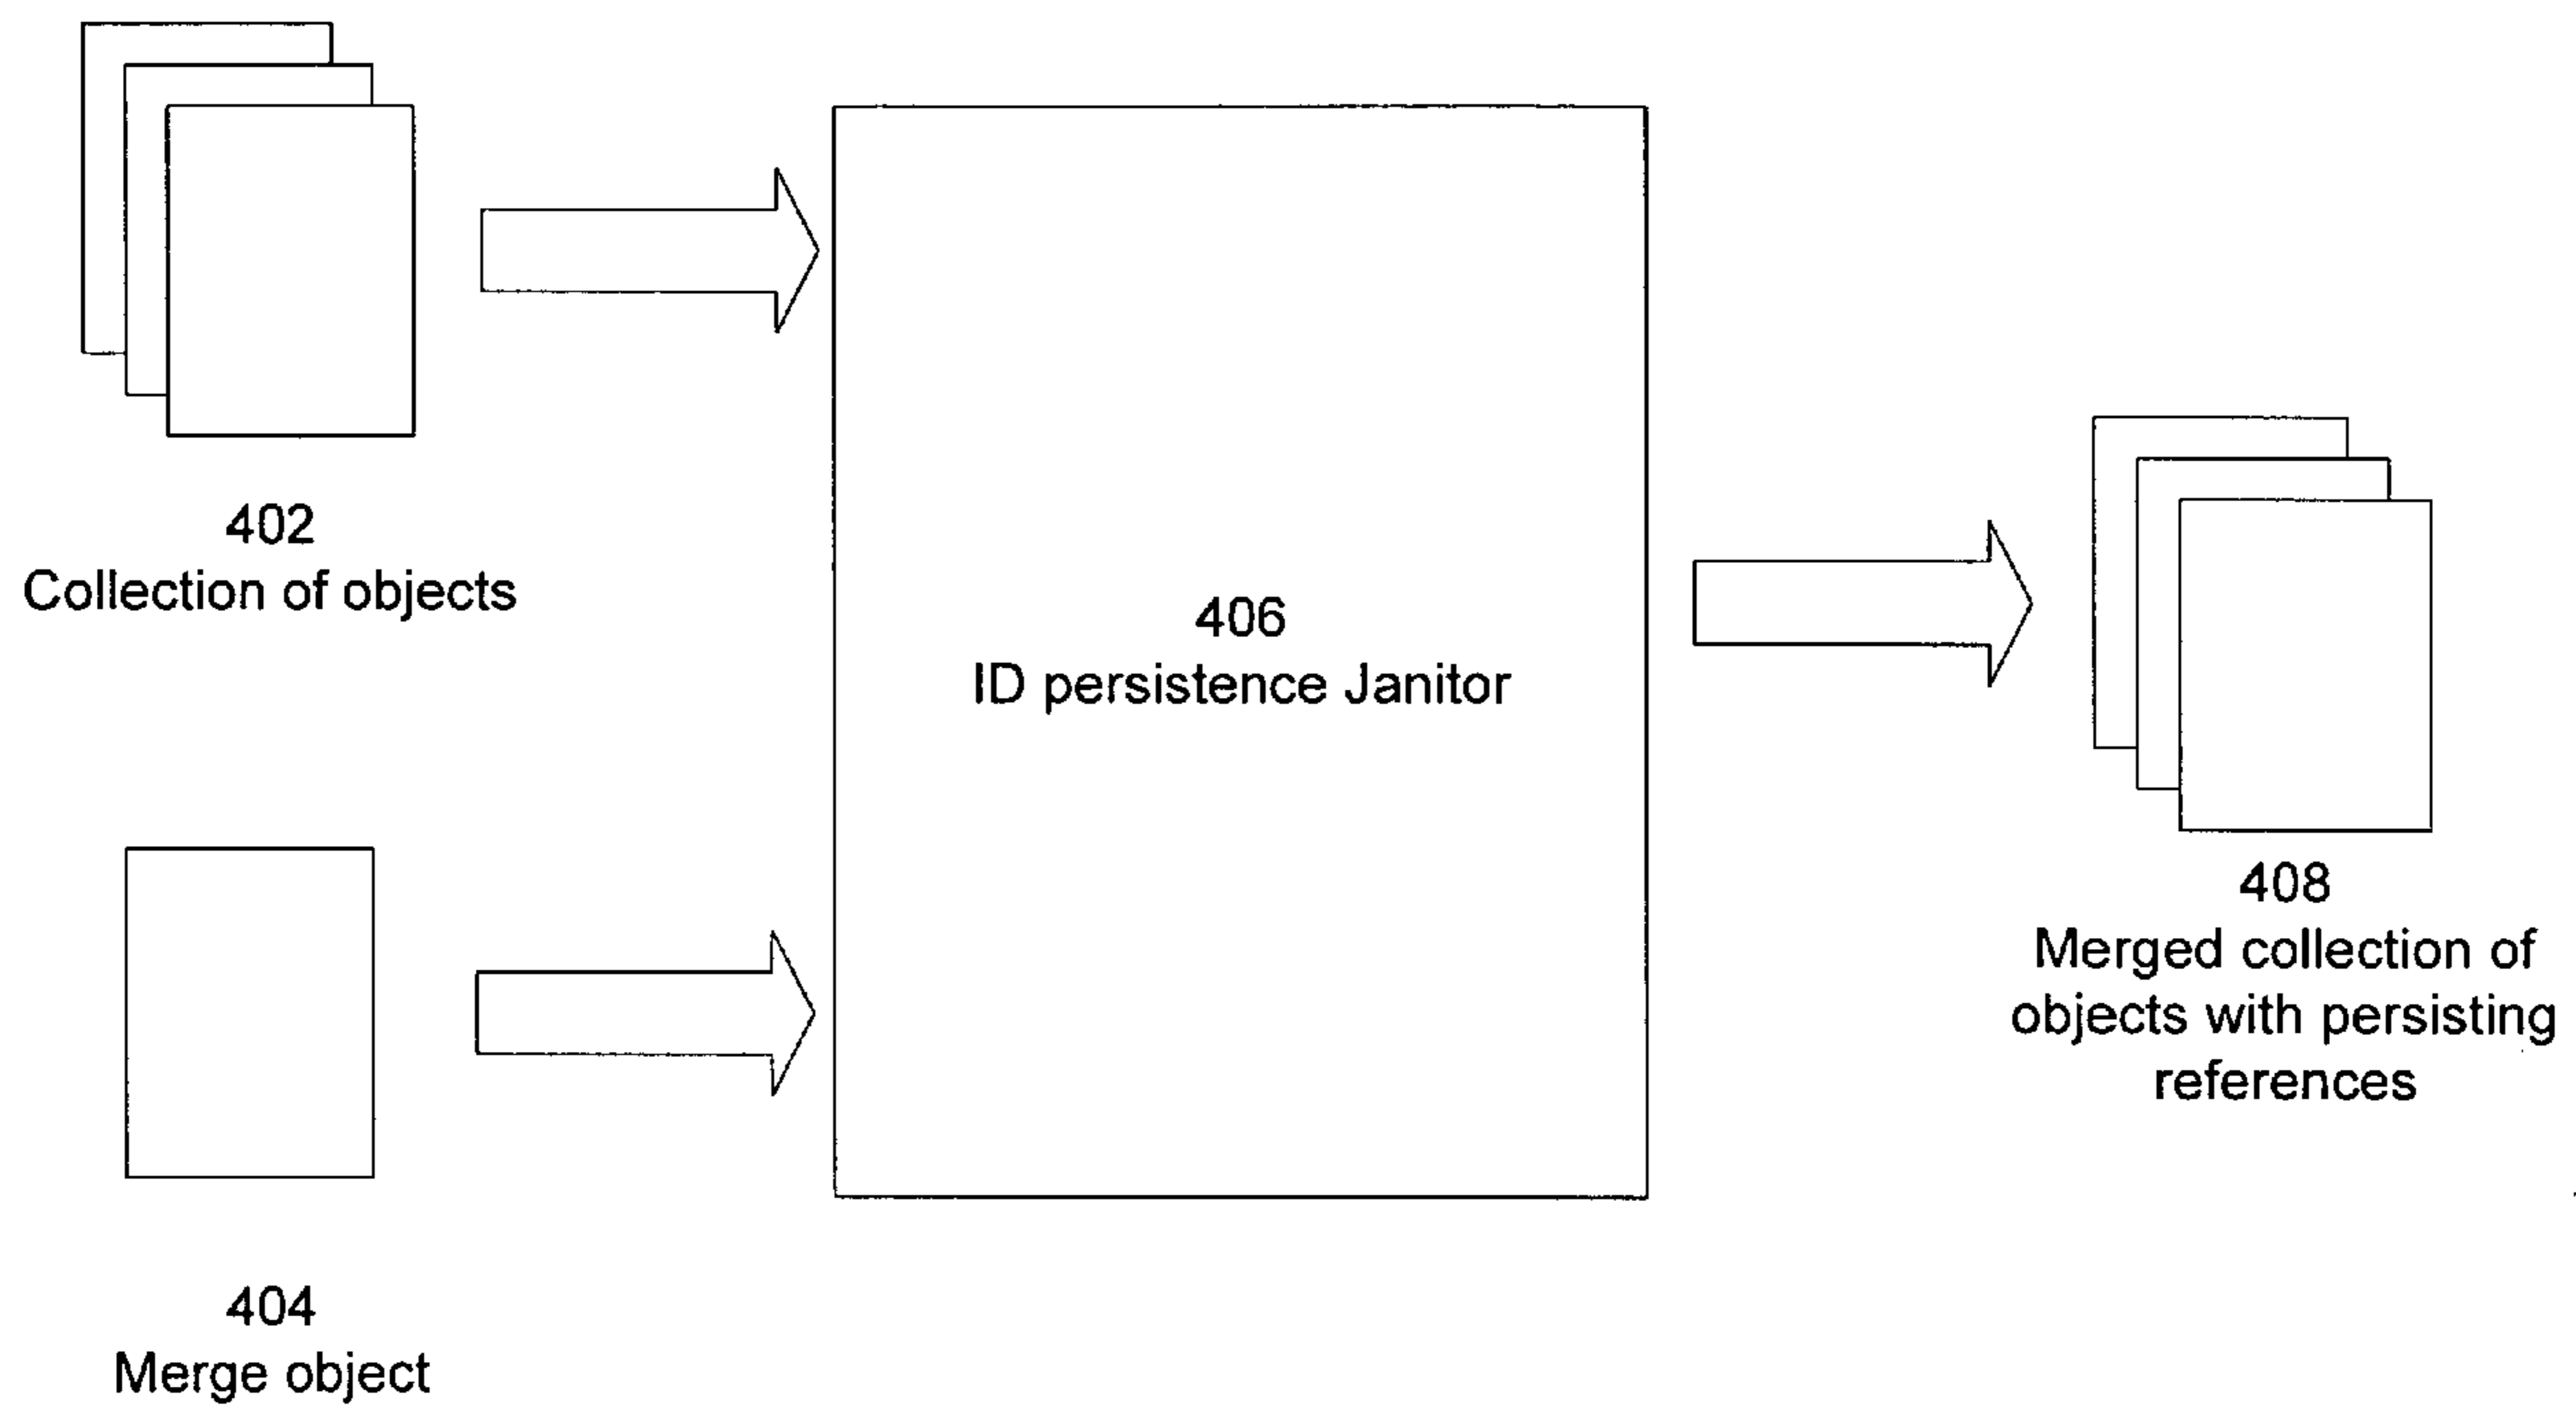 402
Collection of objects
406
ID persistence Janitor
408
Merged collection of
objects with persisting
references
404
Merge object